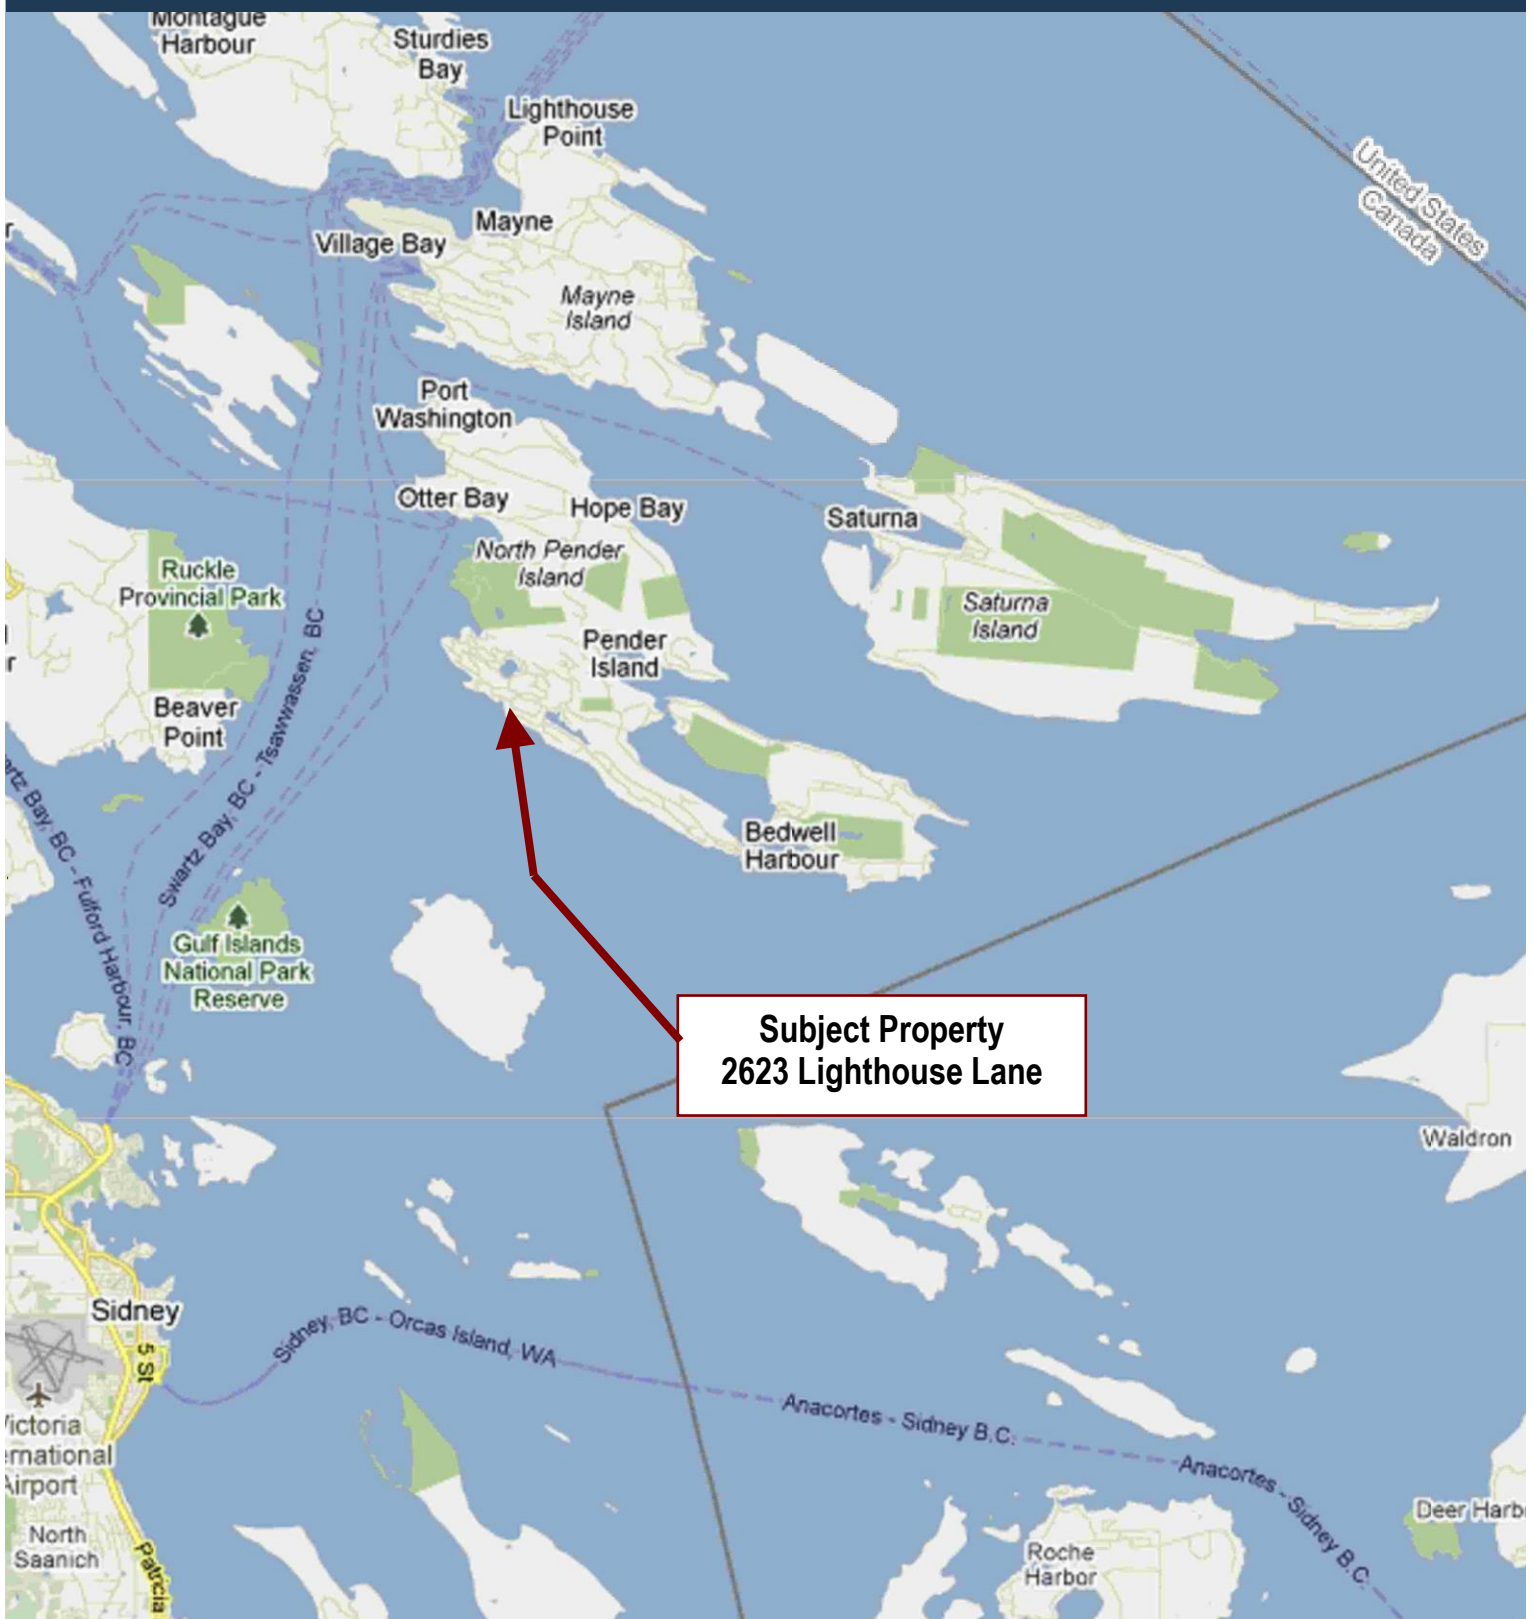 Montague
Harbour
Sturdies
Bay
Lighthouse
Point
United States
Canada
Mayne
Village Bay
Mayne
Island
Port
Washington
Otter Bay
Hope Bay
Saturna
North Pender
Island
Ruckle
Provincial Park
Saturna
Island
Pender
Island
Beaver
Point
Swartz Bay, BC - Tsawwassen, BC
artz Bay, BC - Fulford Harbour, BC
Bedwell
Harbour
Gulf Islands
National Park
Reserve
Subject Property
2623 Lighthouse Lane
Waldron
Sidney
5 St
Sidney, BC - Orcas Island, WA
Anacortes - Sidney B.C.
Anacortes - Sidney B.C.
ictoria
ernational
Airport
North
Saanich
Patricia
Roche
Harbor
Deer Harb